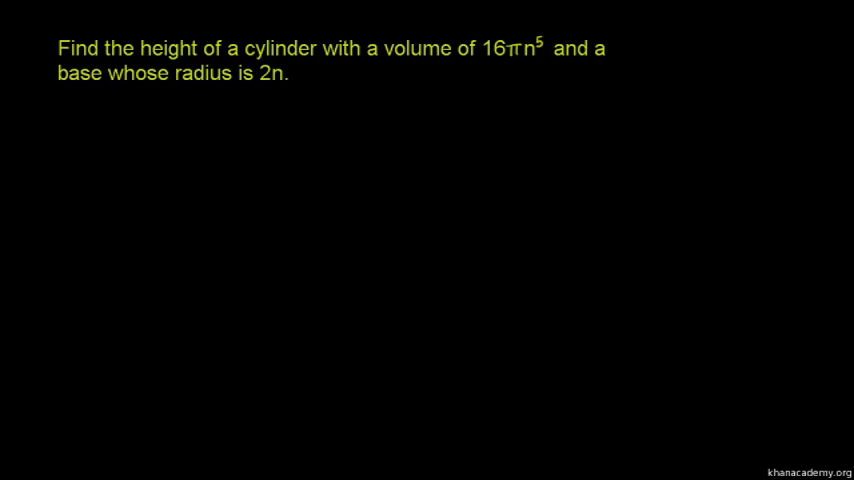 Find the height of a cylinder with a volume of 16πn⁵ and a
base whose radius is 2n.
khanacademy.org